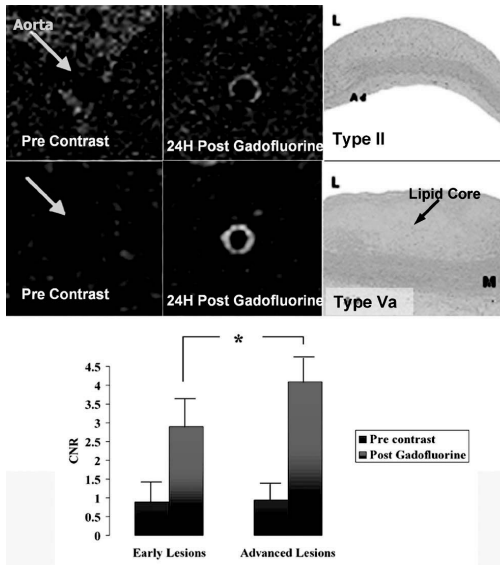 Aorta
Pre Contrast
24H Post Gadofluorine
L
Ad
Type II
Pre Contrast
24H Post Gadofluorine
L
Lipid Core
M
Type Va
*
4.5
4
3.5
3
2.5
2
1.5
1
0.5
0
CNR
Early Lesions
Advanced Lesions
Pre contrast
Post Gadofluorine